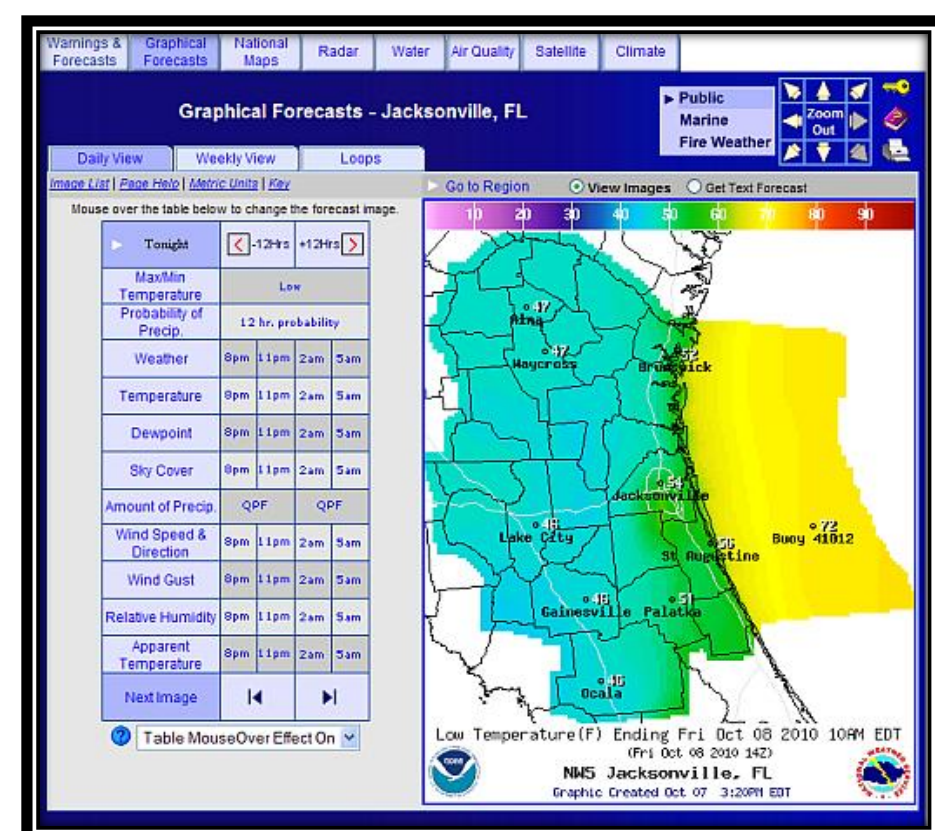 Warnings & Forecasts
Graphical Forecasts
National Maps
Radar
Water
Air Quality
Satellite
Climate
Graphical Forecasts - Jacksonville, FL
Public
Marine
Fire Weather
Zoom Out
Daily View
Weekly View
Loops
Image List | Page Help | Metric Units | Key
Go to Region
View Images
Get Text Forecast
Mouse over the table below to change the forecast image.
Tonight
-12Hrs +12Hrs
Max/Min Temperature
Low
Probability of Precip.
12 hr. probability
Weather 8pm 11pm 2am 5am
Temperature 8pm 11pm 2am 5am
Dewpoint 8pm 11pm 2am 5am
Sky Cover 8pm 11pm 2am 5am
Amount of Precip. QPF QPF
Wind Speed & Direction 8pm 11pm 2am 5am
Wind Gust 8pm 11pm 2am 5am
Relative Humidity 8pm 11pm 2am 5am
Apparent Temperature 8pm 11pm 2am 5am
Next Image
Table MouseOver Effect On
10 20 30 40 50 60 70 80 90
47
Alma
47
Waycross
52
Brunswick
54
Jacksonville
48
Lake City
56
St Augustine
72
Buoy 41012
48
Gainesville
51
Palatka
46
Ocala
Low Temperature(F) Ending Fri Oct 08 2010 10AM EDT
(Fri Oct 08 2010 14Z)
NWS Jacksonville, FL
Graphic Created Oct 07 3:20PM EDT
noaa